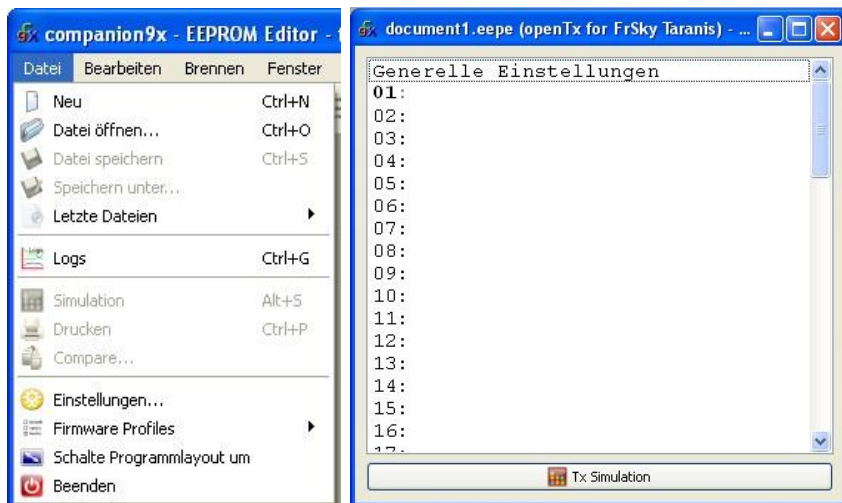 companion9x - EEPROM Editor -
Datei Bearbeiten Brennen Fenster
Neu Ctrl+N
Datei öffnen... Ctrl+O
Datei speichern Ctrl+S
Speichern unter...
Letzte Dateien
Logs Ctrl+G
Simulation Alt+S
Drucken Ctrl+P
Compare...
Einstellungen...
Firmware Profiles
Schalte Programmlayout um
Beenden
document1.eepe (openTx for FrSky Taranis) - ...
Generelle Einstellungen
01:
02:
03:
04:
05:
06:
07:
08:
09:
10:
11:
12:
13:
14:
15:
16:
17:
Tx Simulation